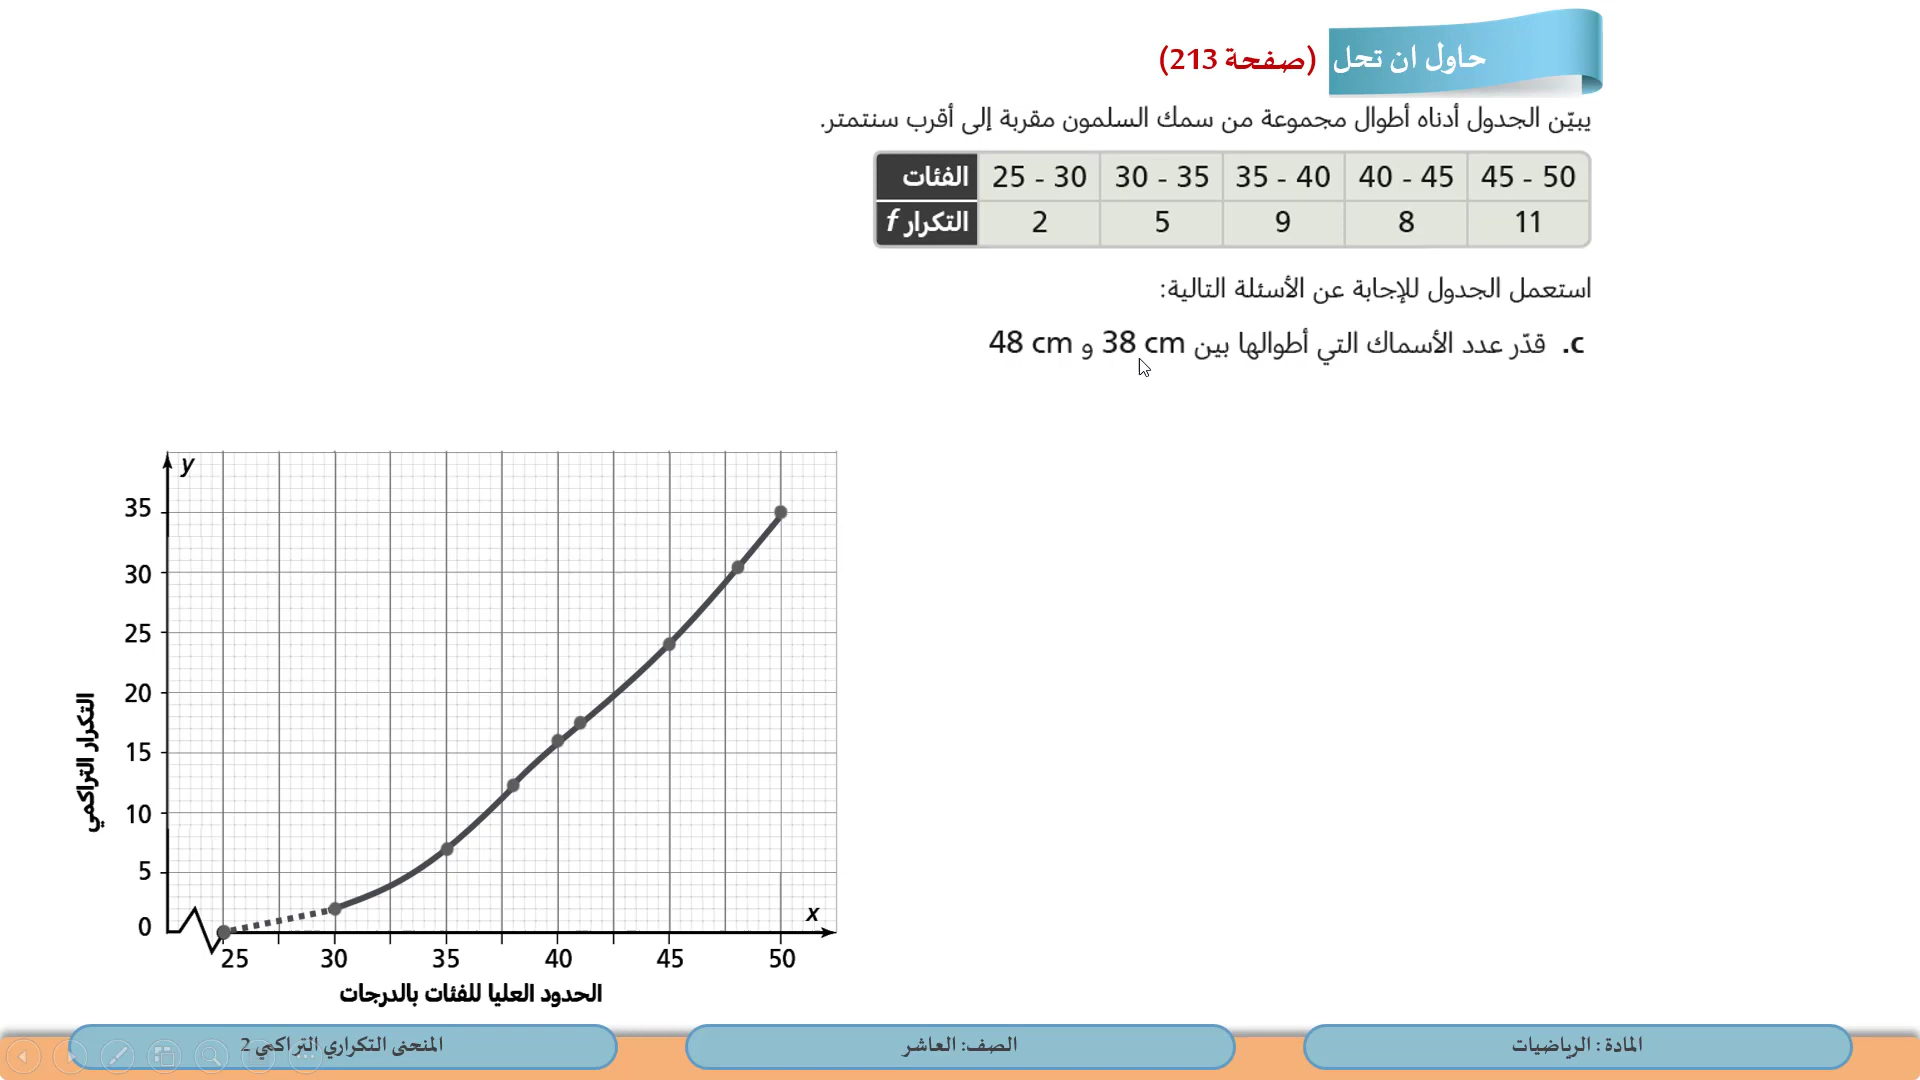 حاول ان تحل (صفحة 213)
يبيّن الجدول أدناه أطوال مجموعة من سمك السلمون مقربة إلى أقرب سنتمتر.
الفئات 25 - 30 30 - 35 35 - 40 40 - 45 45 - 50
التكرار f 2 5 9 8 11
استعمل الجدول للإجابة عن الأسئلة التالية:
c. قدّر عدد الأسماك التي أطوالها بين 38 cm و 48 cm
y
35
30
25
20
15
10
5
0
التكرار التراكمي
x
25 30 35 40 45 50
الحدود العليا للفئات بالدرجات
المادة : الرياضيات
الصف: العاشر
المنحنى التكراري التراكمي 2